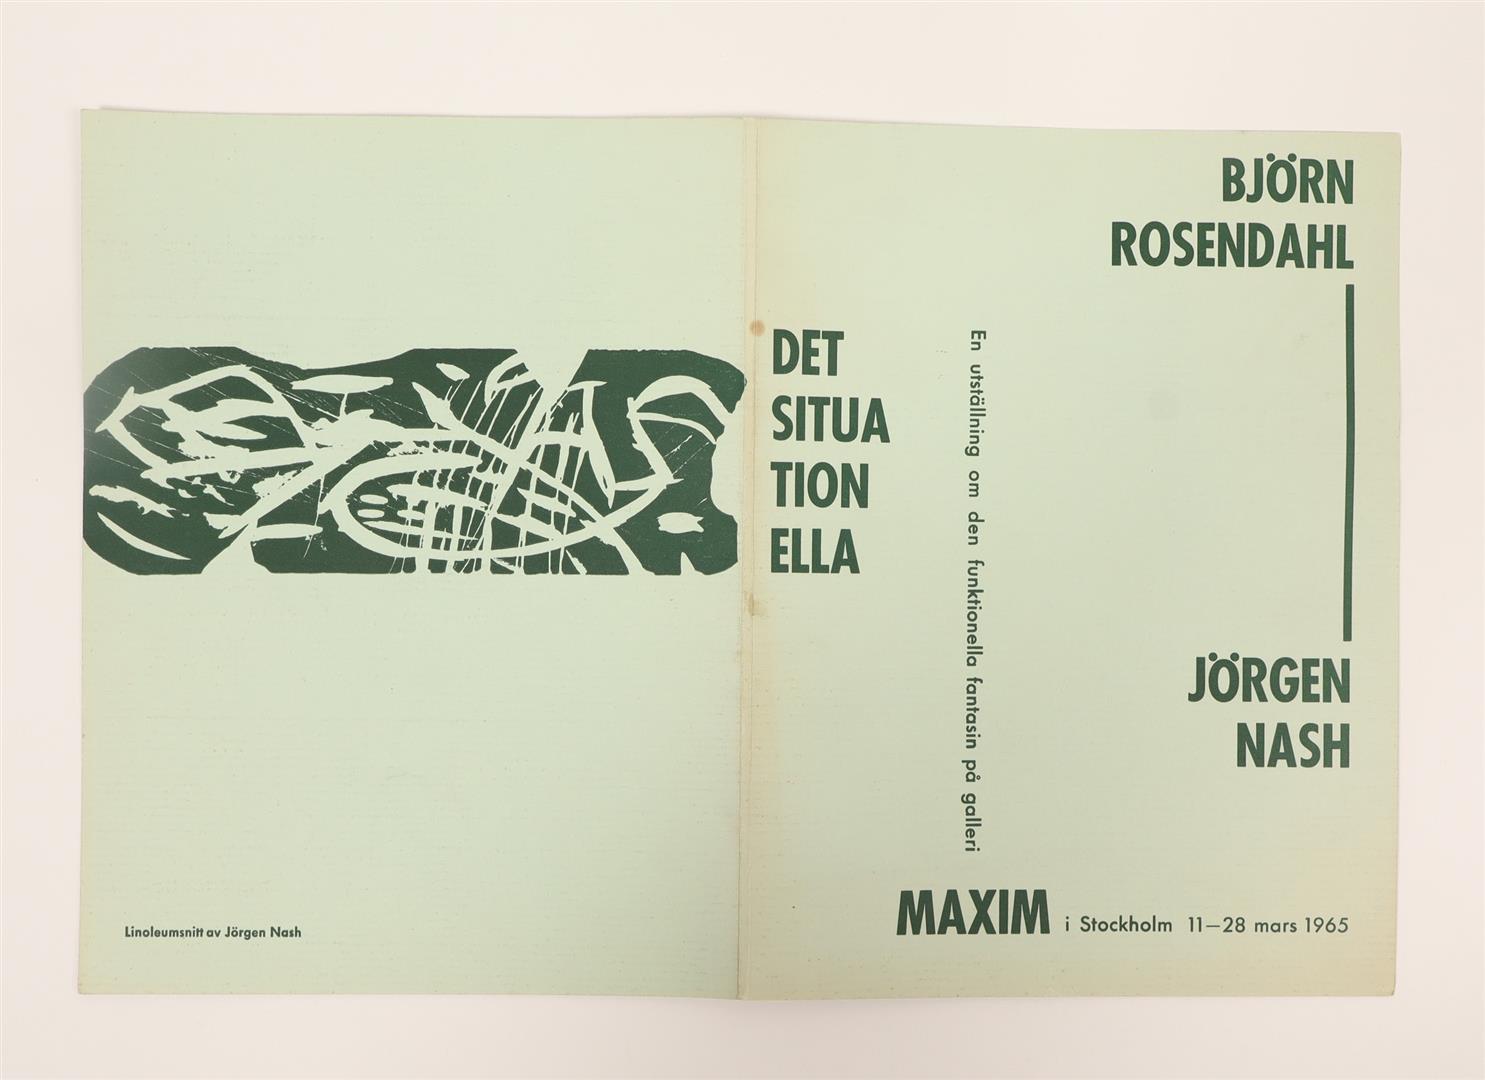 BJÖRN
ROSENDAHL
DET
SITUA
TION
ELLA
En utställning om den funktionella fantasin på galleri
JÖRGEN
NASH
MAXIM i Stockholm 11–28 mars 1965
Linoleumsnitt av Jörgen Nash